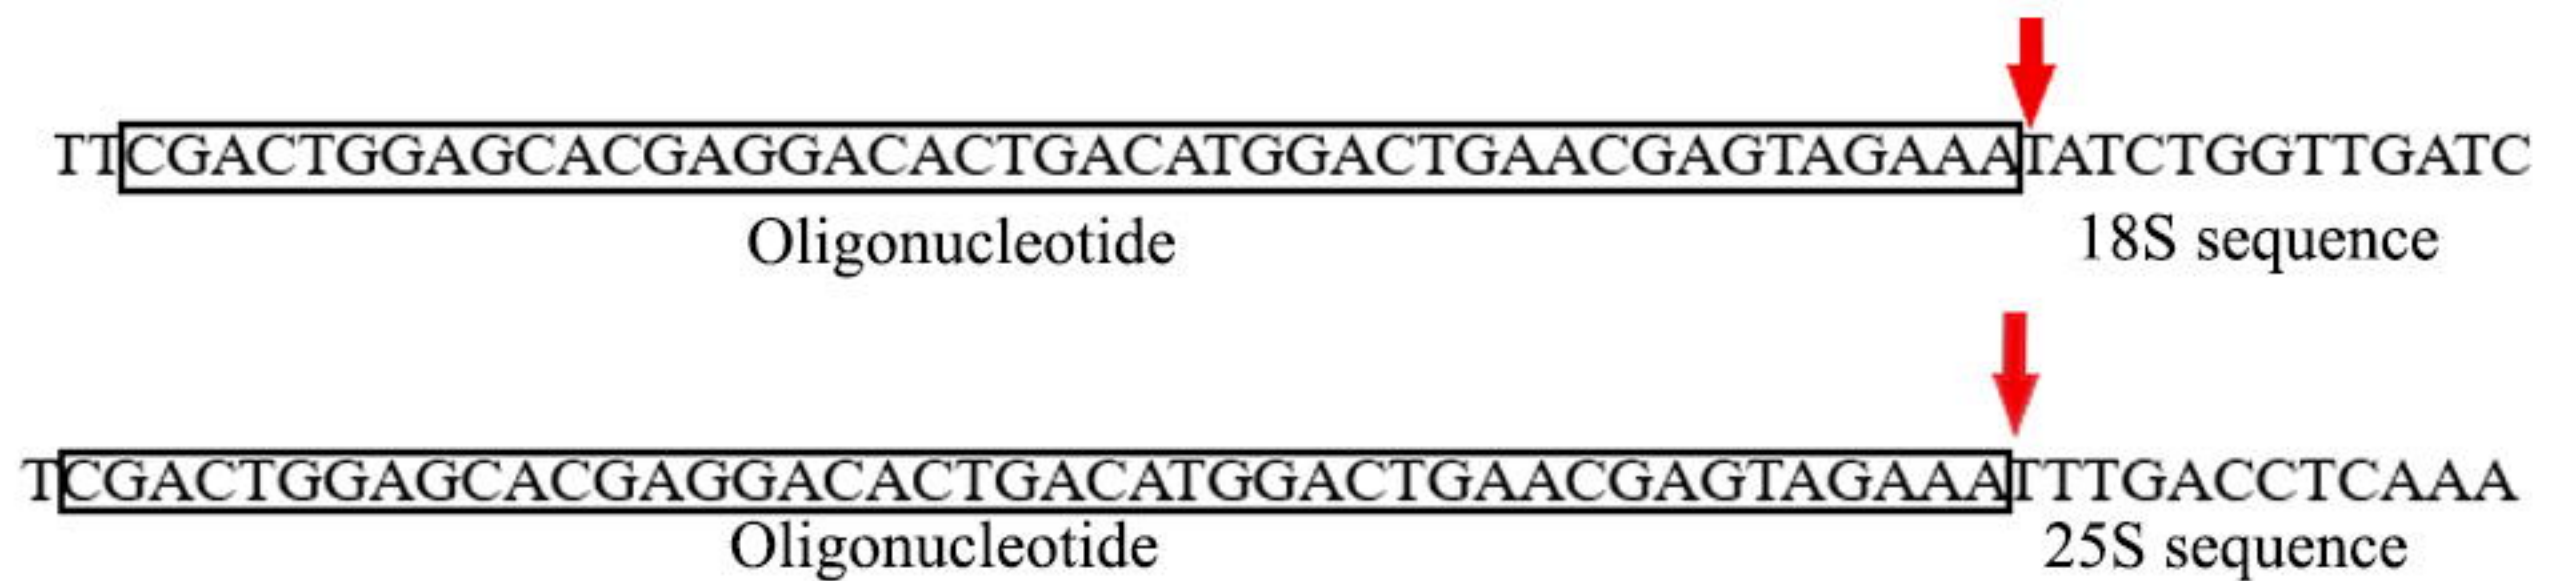 TTCGACTGGAGCACGAGGACACTGACATGGACTGAACGAGTAGAAATATCTGGTTGATC
Oligonucleotide 18S sequence
TCGACTGGAGCACGAGGACACTGACATGGACTGAACGAGTAGAAATTTGACCTCAAA
Oligonucleotide 25S sequence